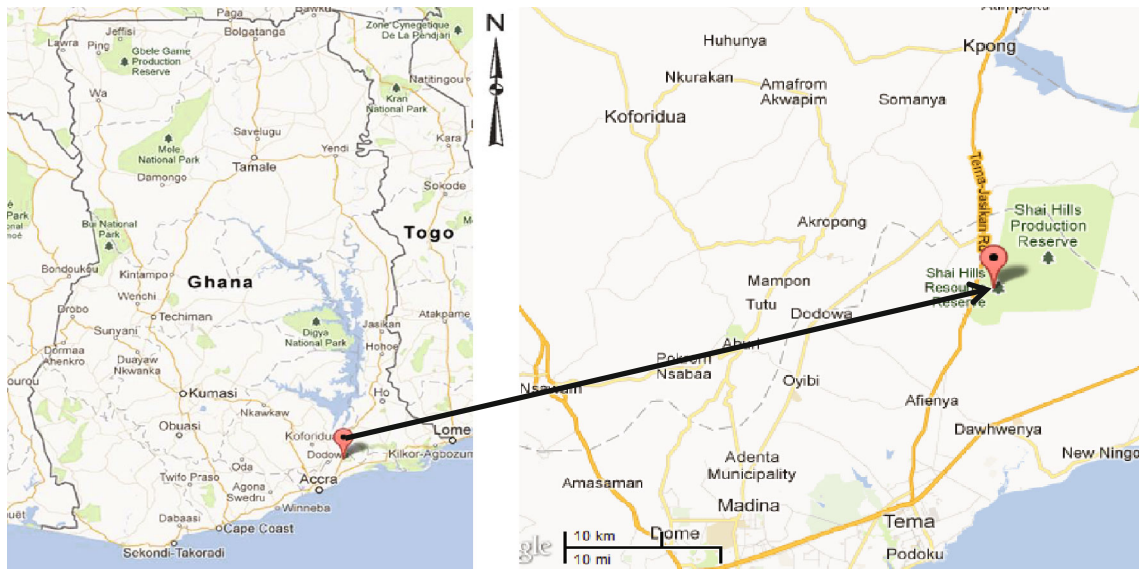 Jeffisi
Lawra
Ping
Gbele Game
Production
Reserve
Wa
Paga
Bawku
Bolgatanga
Zone Cynegetique
De La Pendjari
Natitingou
Kran
National Park
Kara
Savelugu
Yendi
Mole
National Park
Damongo
Tamale
Sokode
Bui National
Park
Togo
Bondoukou
Kintampo
Ghana
Wenchi
Techiman
Drobo
Sunyani
Dormaa
Ahenkro
Duayaw
Nkwanka
Digya
National Park
Jasikan
Hohoe
Atakpame
Kumasi
Nkawkaw
Ho
Obuasi
Koforidua
Dodowa
Lome
Kilkor-Agbozum
Oda
Twifo Praso
Agona
Swedru
Accra
Winneba
Dabaasi
Cape Coast
Sekondi-Takoradi
N
Kpong
Huhunya
Nkurakan
Amafrom
Akwapim
Somanya
Koforidua
Tema-Jasikan Rd
Akropong
Shai Hills
Production
Reserve
Shai Hills
Resource
Reserve
Mampon
Tutu
Dodowa
Aburi
Pokrom
Nsabaa
Nsawam
Oyibi
Afienya
Dawhwenya
New Ningo
Adenta
Municipality
Amasaman
Madina
Dome
Tema
Podoku
gle
10 km
10 mi